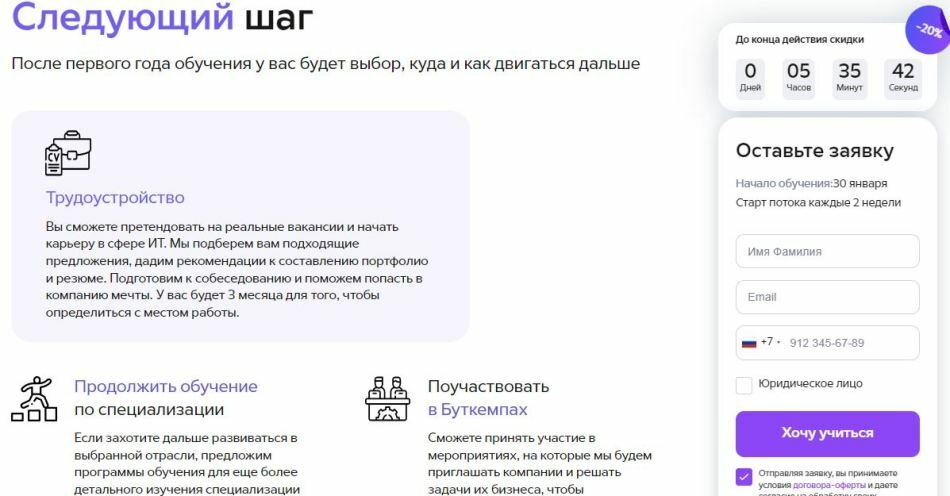 Следующий шаг
После первого года обучения у вас будет выбор, куда и как двигаться дальше
CV
Трудоустройство
Вы сможете претендовать на реальные вакансии и начать
карьеру в сфере ИТ. Мы подберем вам подходящие
предложения, дадим рекомендации к составлению портфолио
и резюме. Подготовим к собеседованию и поможем попасть в
компанию мечты. У вас будет 3 месяца для того, чтобы
определиться с местом работы.
Продолжить обучение
по специализации
Если захотите дальше развиваться в
выбранной отрасли, предложим
программы обучения для еще более
детального изучения специализации
Поучаствовать
в Буткемпах
Сможете принять участие в
мероприятиях, на которые мы будем
приглашать компании и решать
задачи их бизнеса, чтобы
-20%
До конца действия скидки
0 05 35 42
Дней Часов Минут Секунд
Оставьте заявку
Начало обучения:30 января
Старт потока каждые 2 недели
Имя Фамилия
Email
+7 912 345-67-89
Юридическое лицо
Хочу учиться
Отправляя заявку, вы принимаете
условия договора-оферты и даете
согласие на обработку своих